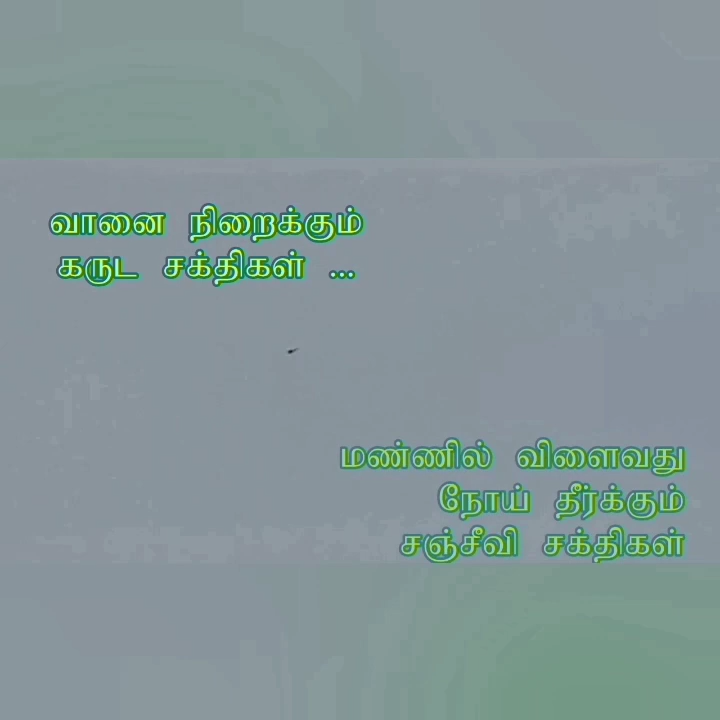 வானை நிறைக்கும்
கருட சக்திகள் ...
மண்ணில் விளைவது
நோய் தீர்க்கும்
சஞ்சீவி சக்திகள்